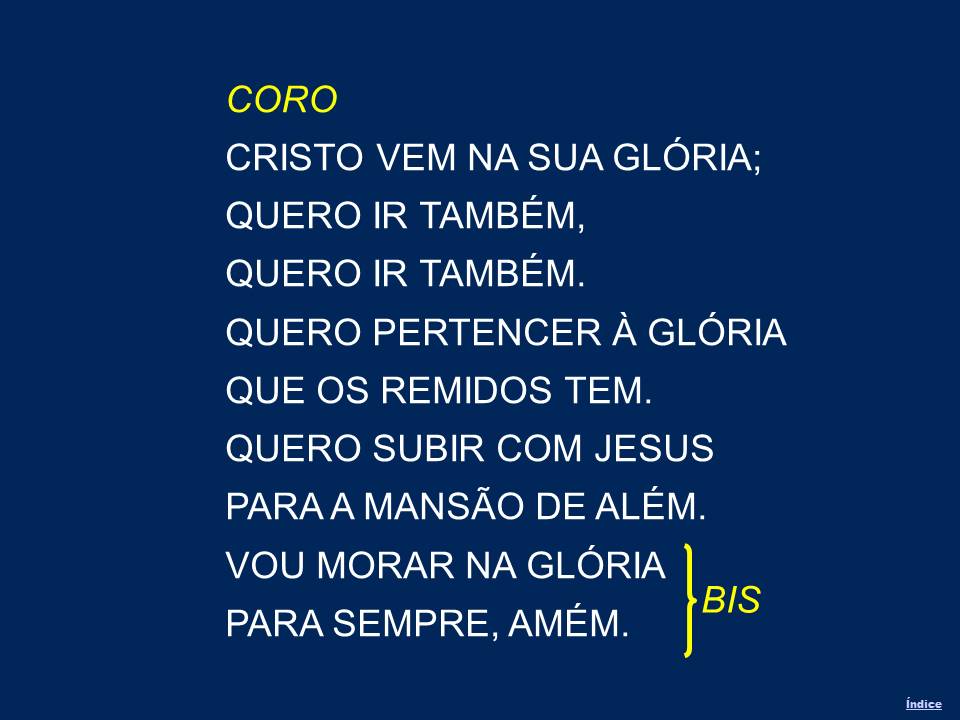 CORO
CRISTO VEM NA SUA GLÓRIA;
QUERO IR TAMBÉM,
QUERO IR TAMBÉM.
QUERO PERTENCER À GLÓRIA
QUE OS REMIDOS TEM.
QUERO SUBIR COM JESUS
PARA A MANSÃO DE ALÉM.
VOU MORAR NA GLÓRIA
PARA SEMPRE, AMÉM.
BIS
Índice